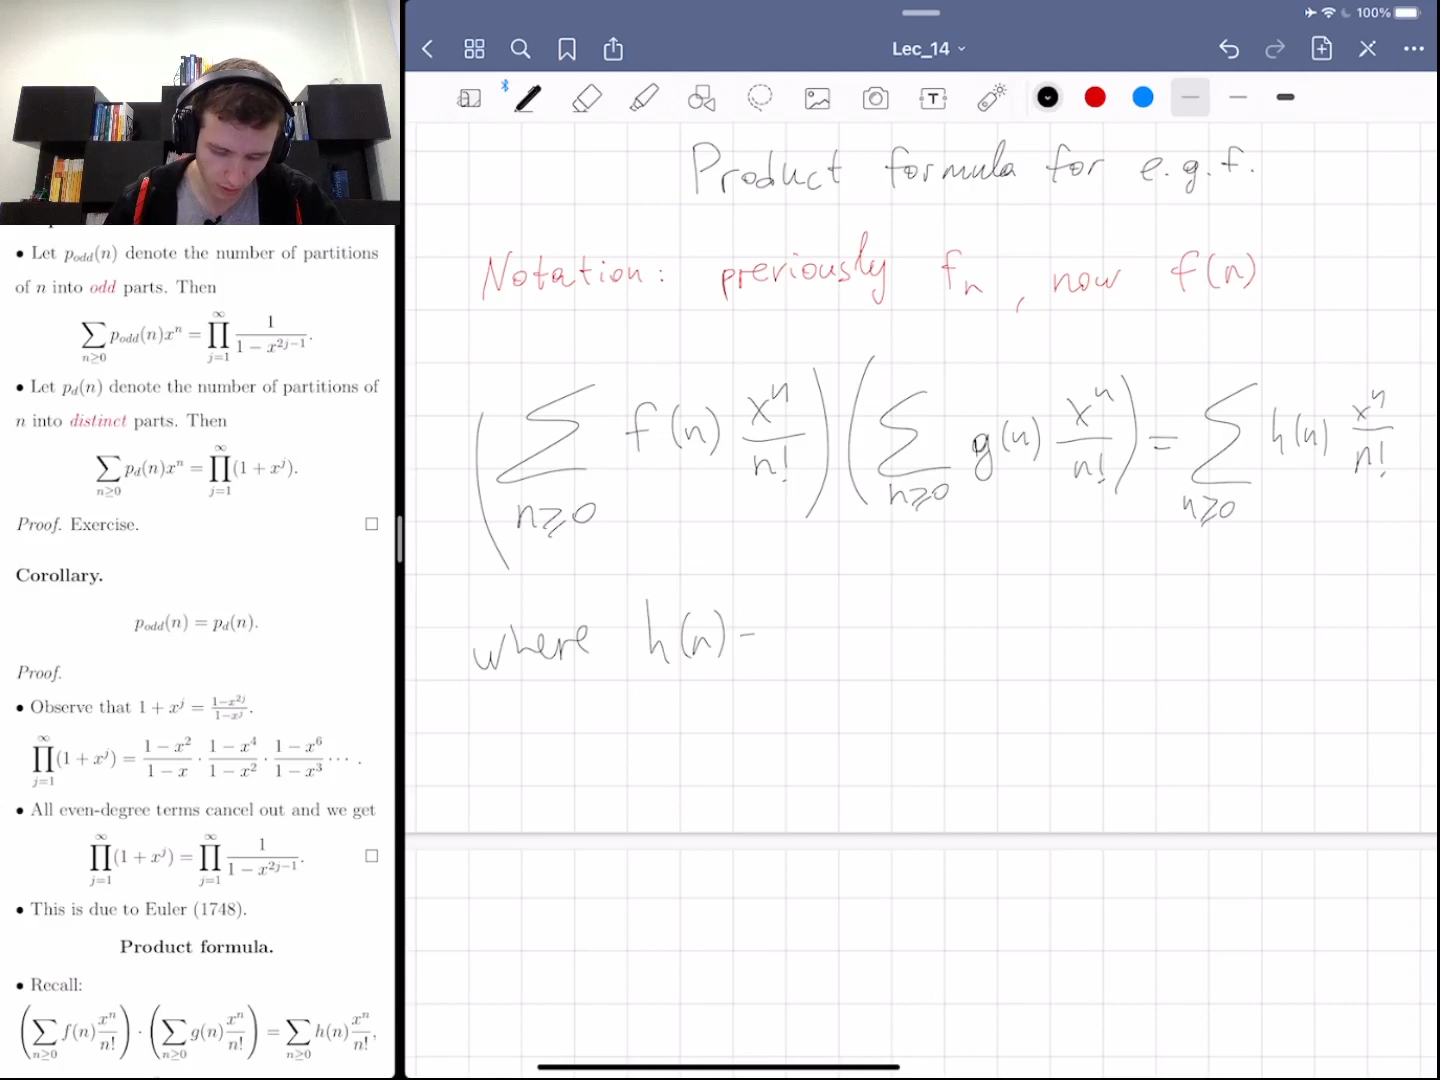 100%
Lec_14
• Let p_odd(n) denote the number of partitions
of n into odd parts. Then
∑_{n≥0} p_odd(n)x^n = ∏_{j=1}^∞ 1/(1 − x^{2j−1}).
• Let p_d(n) denote the number of partitions of
n into distinct parts. Then
∑_{n≥0} p_d(n)x^n = ∏_{j=1}^∞ (1 + x^j).
Proof. Exercise. □
Corollary.
p_odd(n) = p_d(n).
Proof.
• Observe that 1 + x^j = (1−x^{2j})/(1−x^j).
∏_{j=1}^∞ (1 + x^j) = (1 − x^2)/(1 − x) · (1 − x^4)/(1 − x^2) · (1 − x^6)/(1 − x^3) ··· .
• All even-degree terms cancel out and we get
∏_{j=1}^∞ (1 + x^j) = ∏_{j=1}^∞ 1/(1 − x^{2j−1}). □
• This is due to Euler (1748).
Product formula.
• Recall:
(∑_{n≥0} f(n) x^n/n!) · (∑_{n≥0} g(n) x^n/n!) = ∑_{n≥0} h(n) x^n/n!,
Product formula for e.g.f.
Notation: previously f_n, now f(n)
(∑_{n≥0} f(n) x^n/n!) (∑_{n≥0} g(n) x^n/n!) = ∑_{n≥0} h(n) x^n/n!
where h(n) -